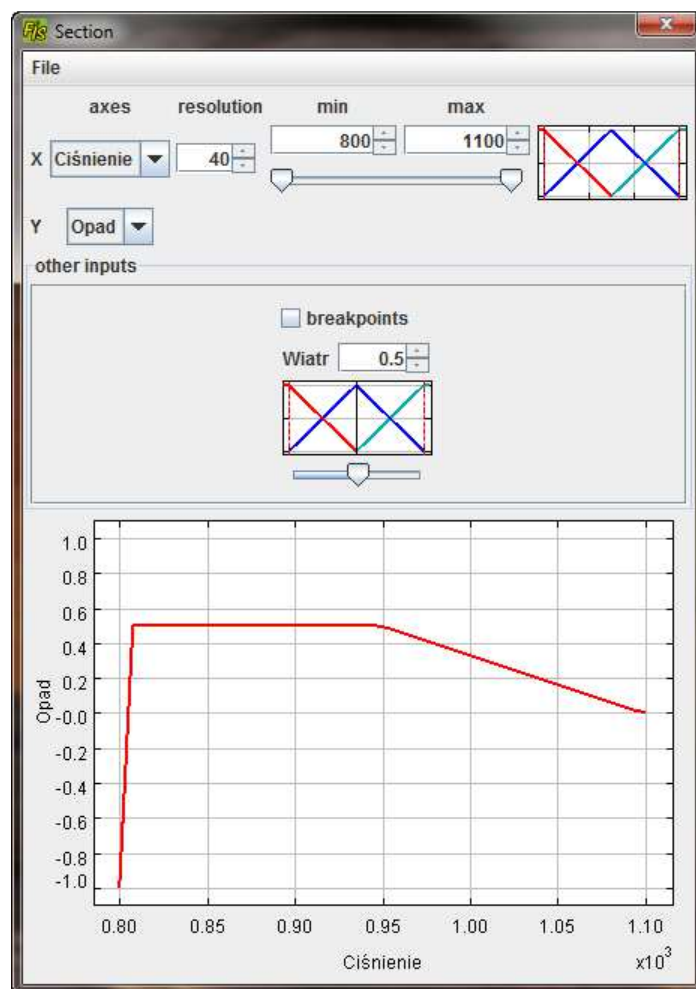 Fis Section
File
axes resolution min max
X Ciśnienie 40 800 1100
Y Opad
other inputs
breakpoints
Wiatr 0.5
1.0
0.8
0.6
0.4
0.2
-0.0
-0.2
-0.4
-0.6
-0.8
-1.0
Opad
0.80 0.85 0.90 0.95 1.00 1.05 1.10
Ciśnienie x10³